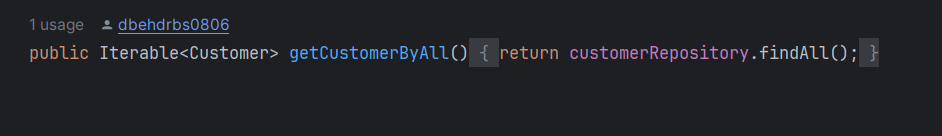 1 usage dbehdrbs0806
public Iterable<Customer> getCustomerByAll() { return customerRepository.findAll(); }